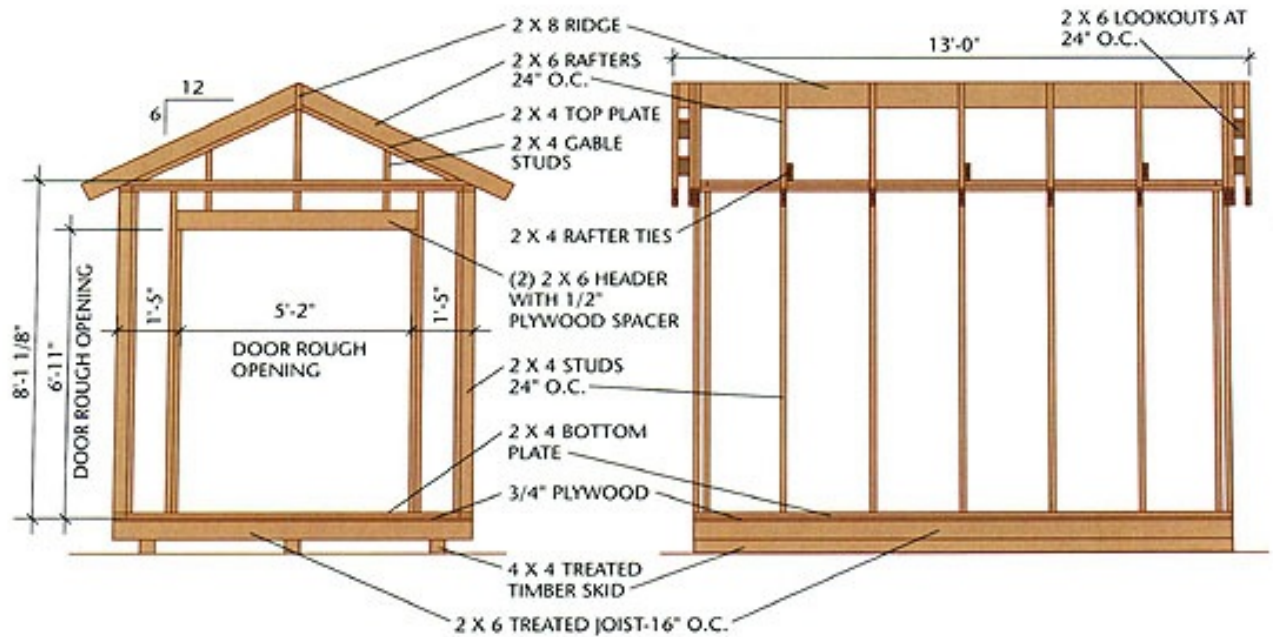 2 X 8 RIDGE
2 X 6 RAFTERS
24" O.C.
2 X 4 TOP PLATE
2 X 4 GABLE
STUDS
2 X 6 LOOKOUTS AT
24" O.C.
13'-0"
12
6
2 X 4 RAFTER TIES
(2) 2 X 6 HEADER
WITH 1/2"
PLYWOOD SPACER
8'-1 1/8"
6'-11"
DOOR ROUGH OPENING
1'-5"
5'-2"
1'-5"
DOOR ROUGH
OPENING
2 X 4 STUDS
24" O.C.
2 X 4 BOTTOM
PLATE
3/4" PLYWOOD
4 X 4 TREATED
TIMBER SKID
2 X 6 TREATED JOIST-16" O.C.